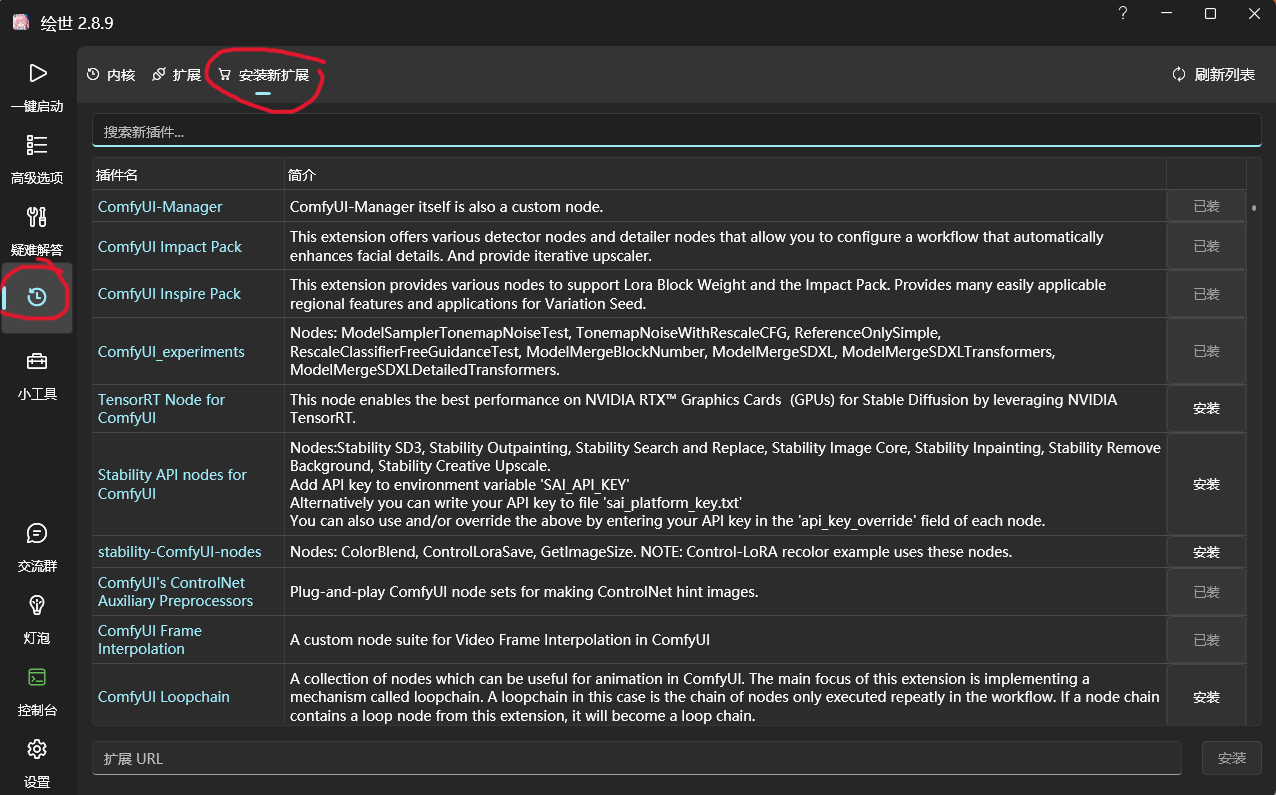 绘世 2.8.9
?
一键启动
高级选项
疑难解答
小工具
交流群
灯泡
控制台
设置
内核
扩展
安装新扩展
刷新列表
搜索新插件...
插件名
简介
ComfyUI-Manager
ComfyUI-Manager itself is also a custom node.
已装
ComfyUI Impact Pack
This extension offers various detector nodes and detailer nodes that allow you to configure a workflow that automatically
enhances facial details. And provide iterative upscaler.
已装
ComfyUI Inspire Pack
This extension provides various nodes to support Lora Block Weight and the Impact Pack. Provides many easily applicable
regional features and applications for Variation Seed.
已装
ComfyUI_experiments
Nodes: ModelSamplerTonemapNoiseTest, TonemapNoiseWithRescaleCFG, ReferenceOnlySimple,
RescaleClassifierFreeGuidanceTest, ModelMergeBlockNumber, ModelMergeSDXL, ModelMergeSDXLTransformers,
ModelMergeSDXLDetailedTransformers.
已装
TensorRT Node for
ComfyUI
This node enables the best performance on NVIDIA RTX™ Graphics Cards (GPUs) for Stable Diffusion by leveraging NVIDIA
TensorRT.
安装
Stability API nodes for
ComfyUI
Nodes:Stability SD3, Stability Outpainting, Stability Search and Replace, Stability Image Core, Stability Inpainting, Stability Remove
Background, Stability Creative Upscale.
Add API key to environment variable 'SAI_API_KEY'
Alternatively you can write your API key to file 'sai_platform_key.txt'
You can also use and/or override the above by entering your API key in the 'api_key_override' field of each node.
安装
stability-ComfyUI-nodes
Nodes: ColorBlend, ControlLoraSave, GetImageSize. NOTE: Control-LoRA recolor example uses these nodes.
安装
ComfyUI's ControlNet
Auxiliary Preprocessors
Plug-and-play ComfyUI node sets for making ControlNet hint images.
已装
ComfyUI Frame
Interpolation
A custom node suite for Video Frame Interpolation in ComfyUI
已装
ComfyUI Loopchain
A collection of nodes which can be useful for animation in ComfyUI. The main focus of this extension is implementing a
mechanism called loopchain. A loopchain in this case is the chain of nodes only executed repeatly in the workflow. If a node chain
contains a loop node from this extension, it will become a loop chain.
安装
扩展 URL
安装